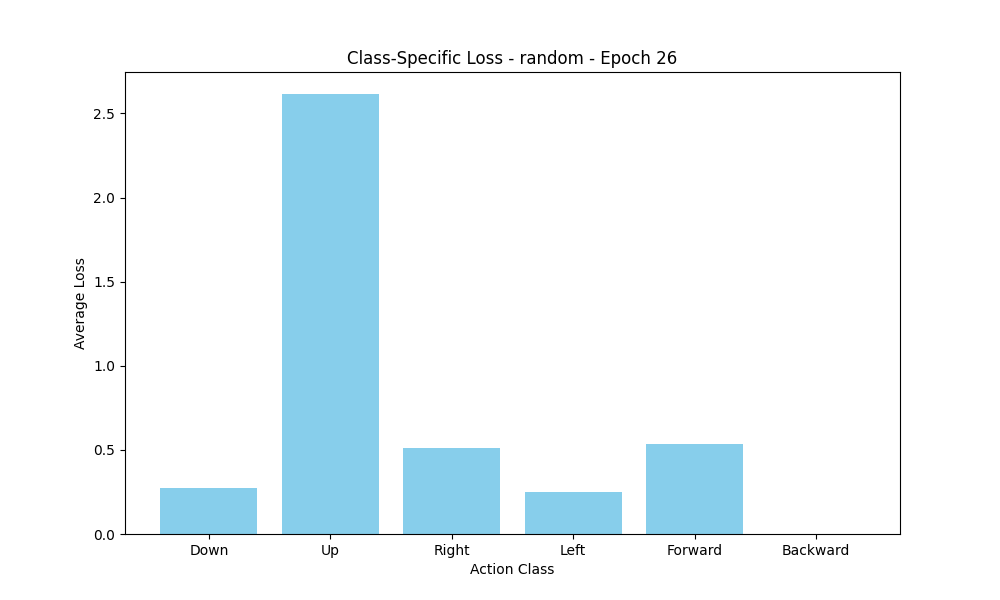 Class-Specific Loss - random - Epoch 26
2.5
2.0
1.5
1.0
0.5
0.0
Average Loss
Down Up Right Left Forward Backward
Action Class